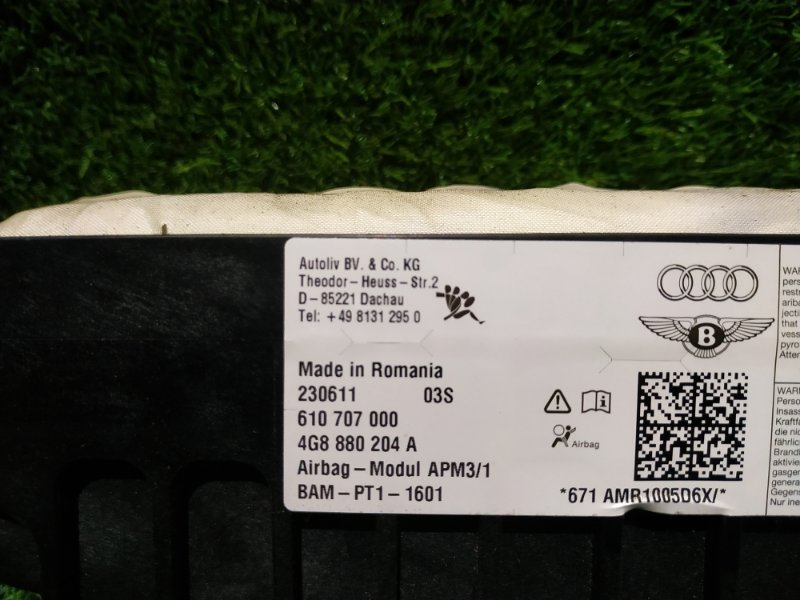 Autoliv BV. & Co. KG
Theodor-Heuss-Str.2
D-85221 Dachau
Tel: +49 8131 295 0
B
Made in Romania
230611 03S
610 707 000
4G8 880 204 A
Airbag-Modul APM3/1
BAM-PT1-1601
Airbag
*671 AMR1005D6X/*